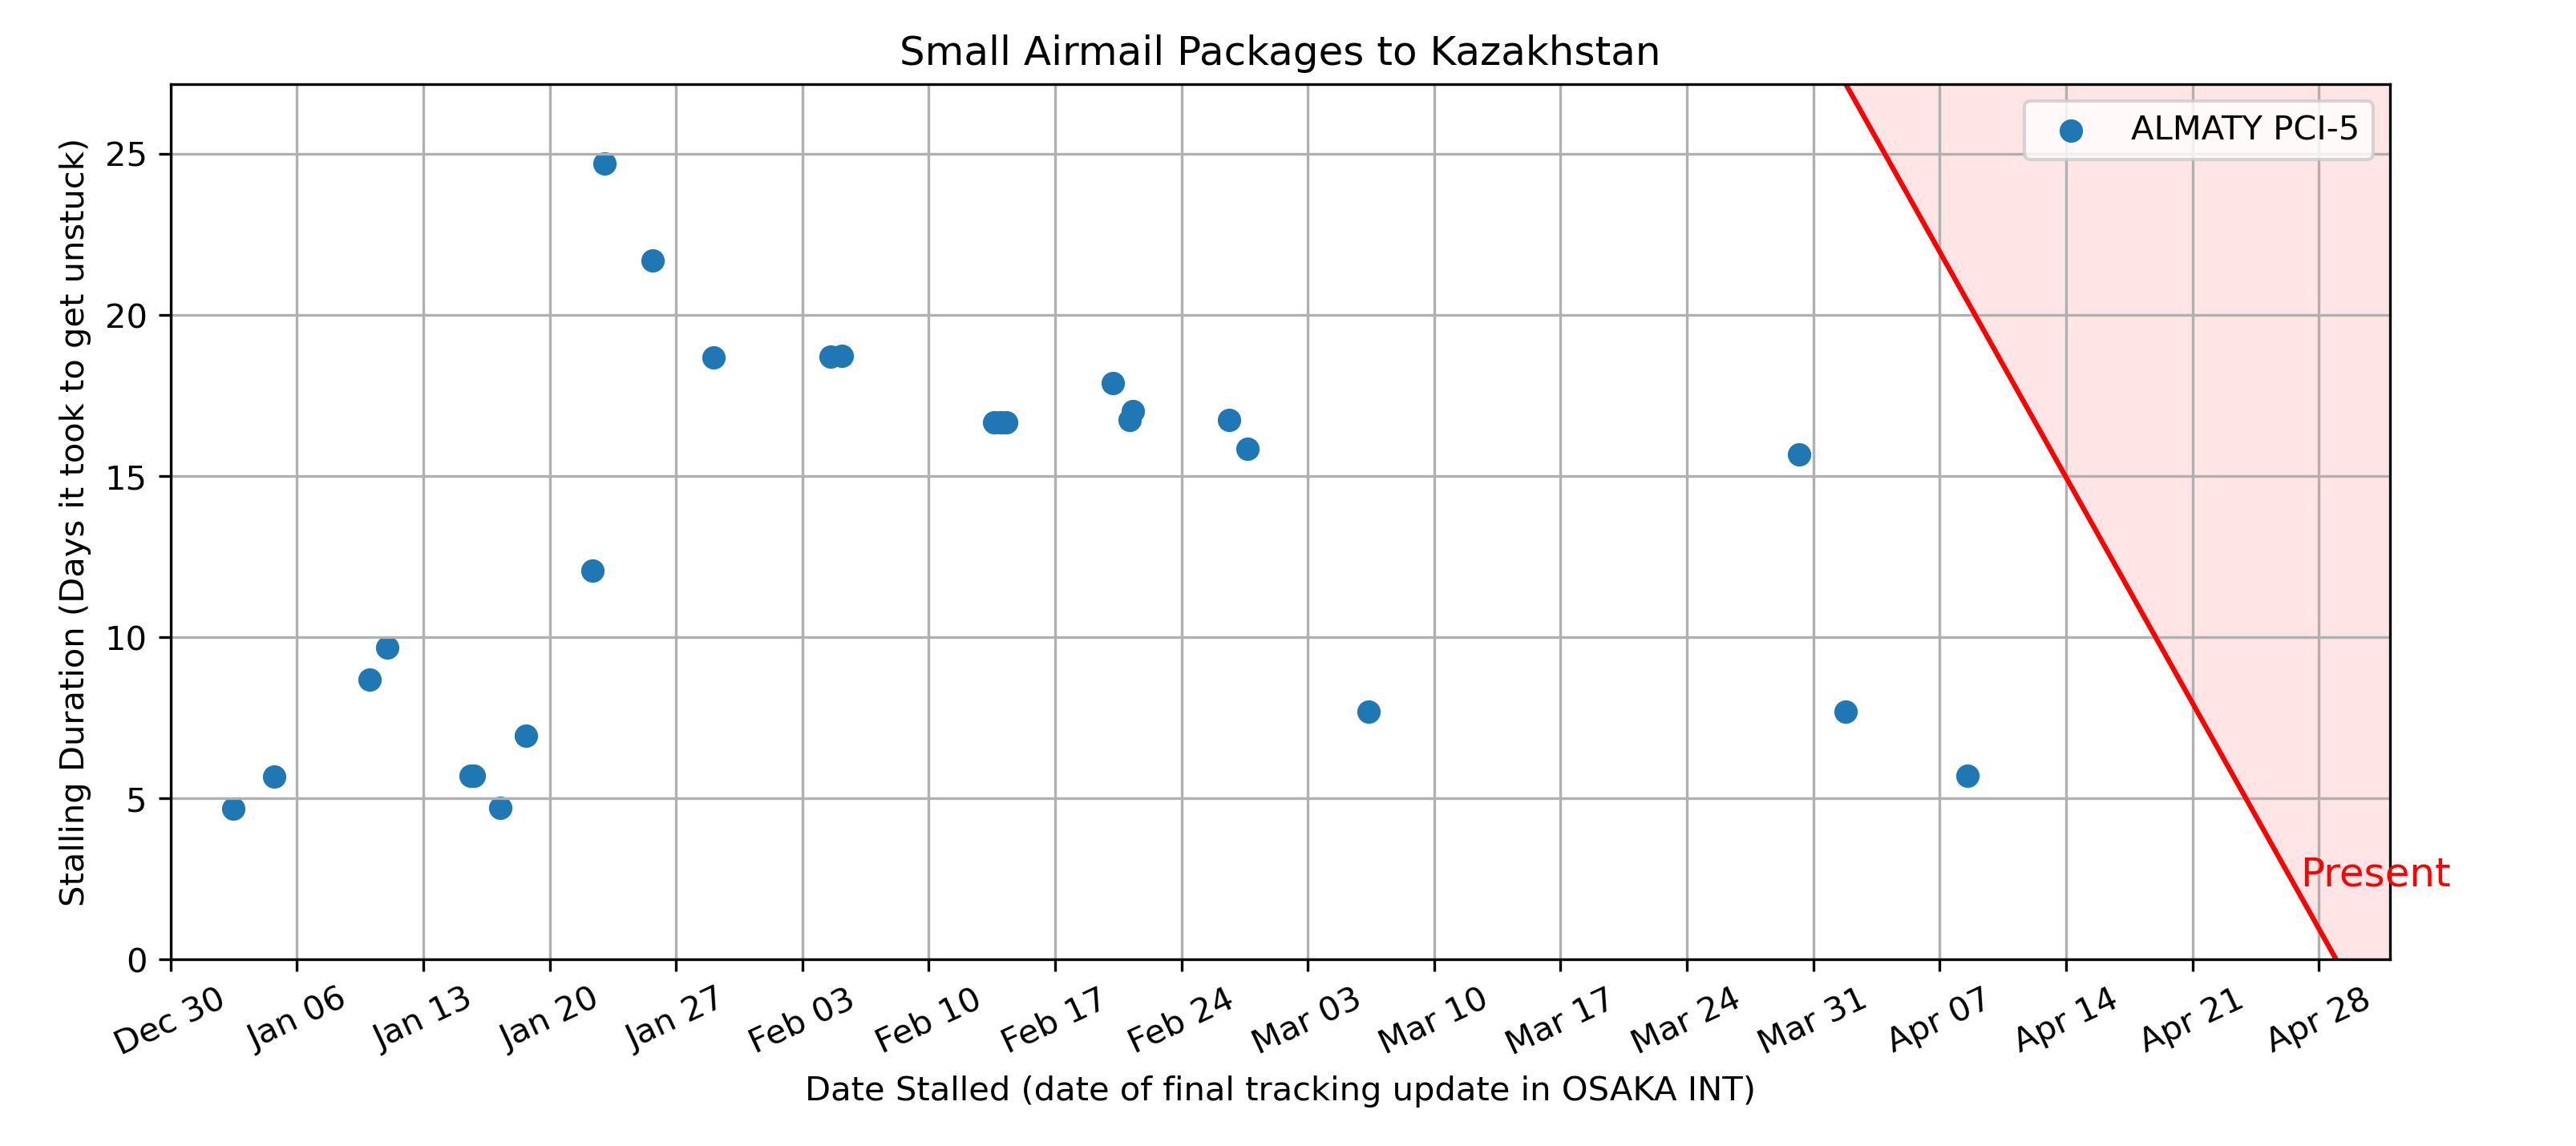 Small Airmail Packages to Kazakhstan
ALMATY PCI-5
Stalling Duration (Days it took to get unstuck)
25
20
15
10
5
0
Present
Dec 30
Jan 06
Jan 13
Jan 20
Jan 27
Feb 03
Feb 10
Feb 17
Feb 24
Mar 03
Mar 10
Mar 17
Mar 24
Mar 31
Apr 07
Apr 14
Apr 21
Apr 28
Date Stalled (date of final tracking update in OSAKA INT)